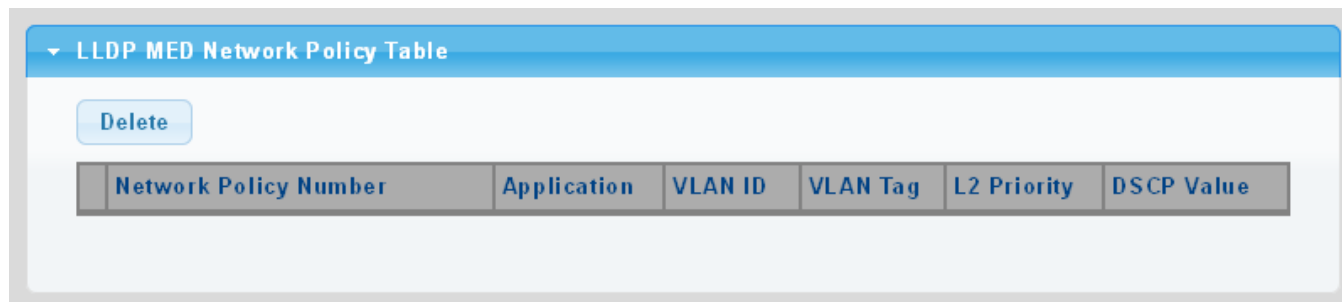 LLDP MED Network Policy Table
Delete
Network Policy Number Application VLAN ID VLAN Tag L2 Priority DSCP Value